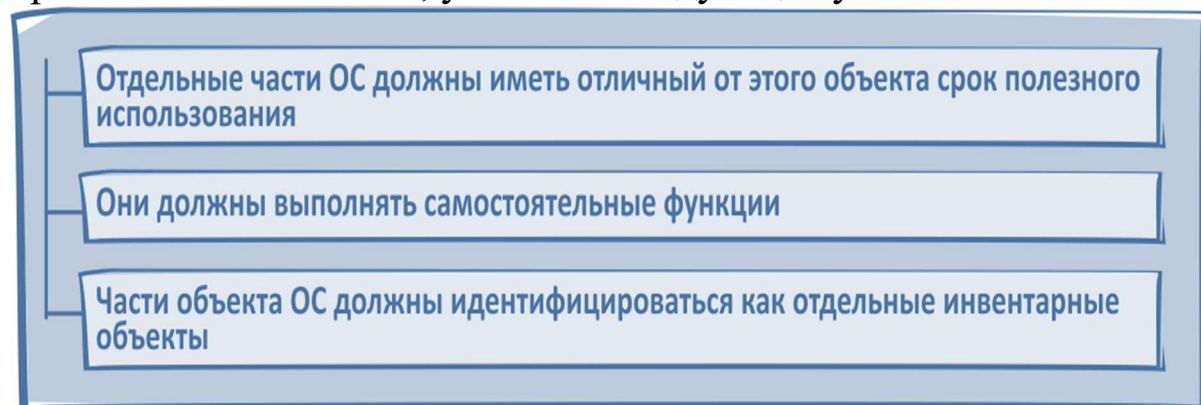 Отдельные части ОС должны иметь отличный от этого объекта срок полезного
использования
Они должны выполнять самостоятельные функции
Части объекта ОС должны идентифицироваться как отдельные инвентарные
объекты